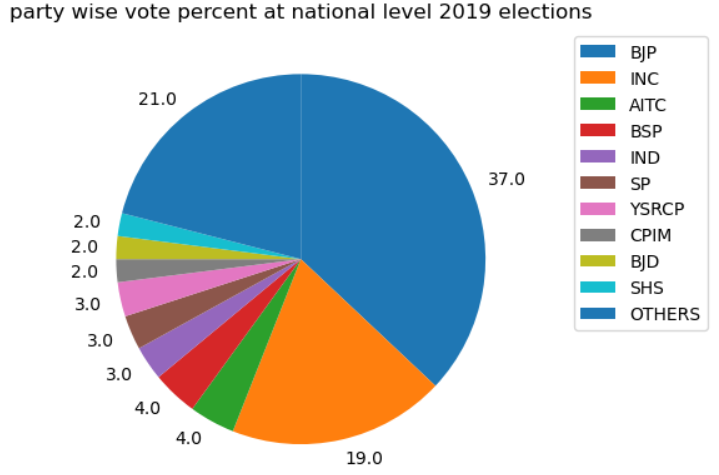 party wise vote percent at national level 2019 elections
37.0
19.0
4.0
4.0
3.0
3.0
3.0
2.0
2.0
2.0
21.0
BJP
INC
AITC
BSP
IND
SP
YSRCP
CPIM
BJD
SHS
OTHERS